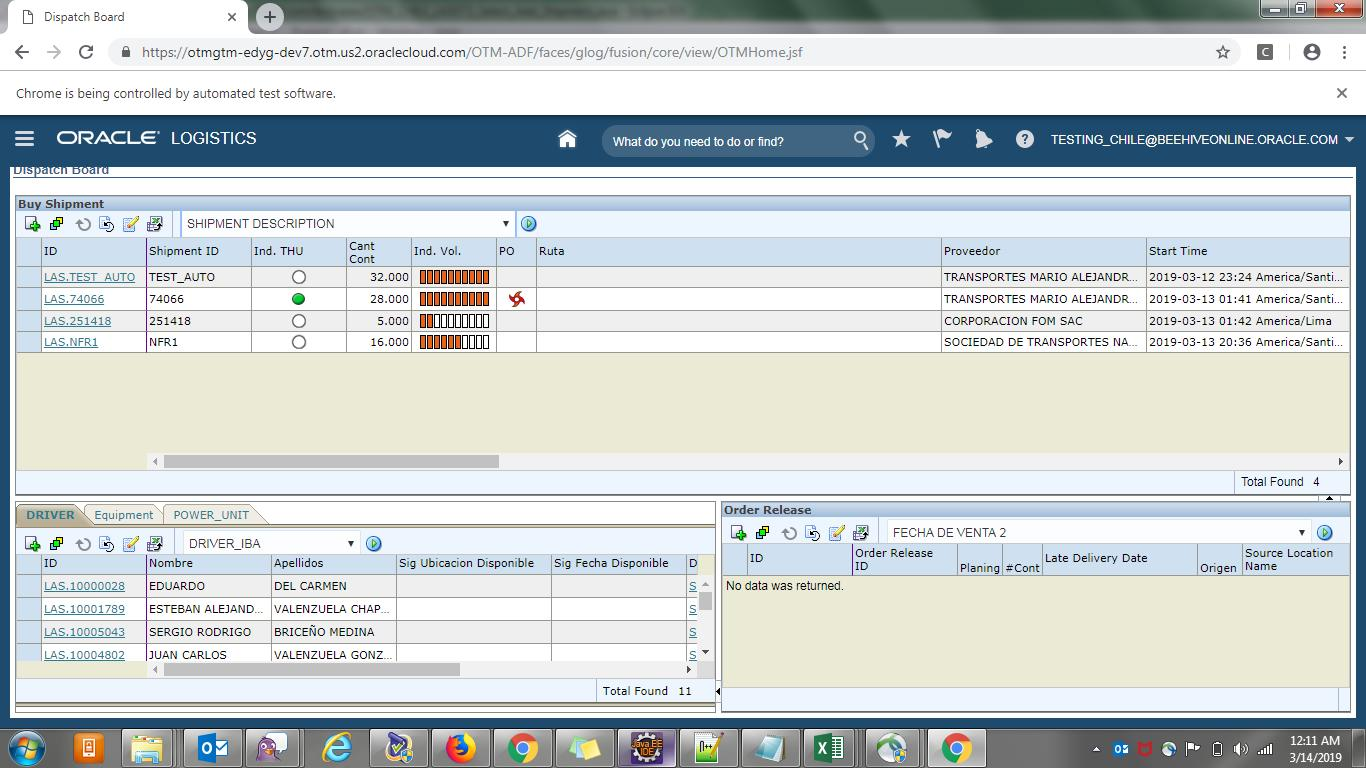 Dispatch Board
https://otmgtm-edyg-dev7.otm.us2.oraclecloud.com/OTM-ADF/faces/glog/fusion/core/view/OTMHome.jsf
C
Chrome is being controlled by automated test software.
ORACLE LOGISTICS What do you need to do or find? TESTING_CHILE@BEEHIVEONLINE.ORACLE.COM
Dispatch Board
Buy Shipment
SHIPMENT DESCRIPTION
ID Shipment ID Ind. THU Cant Cont Ind. Vol. PO Ruta Proveedor Start Time
LAS.TEST_AUTO TEST_AUTO 32.000 TRANSPORTES MARIO ALEJANDR... 2019-03-12 23:24 America/Santi...
LAS.74066 74066 28.000 TRANSPORTES MARIO ALEJANDR... 2019-03-13 01:41 America/Santi...
LAS.251418 251418 5.000 CORPORACION FOM SAC 2019-03-13 01:42 America/Lima
LAS.NFR1 NFR1 16.000 SOCIEDAD DE TRANSPORTES NA... 2019-03-13 20:36 America/Santi...
Total Found 4
DRIVER Equipment POWER_UNIT
DRIVER_IBA
ID Nombre Apellidos Sig Ubicacion Disponible Sig Fecha Disponible D
LAS.10000028 EDUARDO DEL CARMEN S
LAS.10001789 ESTEBAN ALEJAND... VALENZUELA CHAP... S
LAS.10005043 SERGIO RODRIGO BRICEÑO MEDINA S
LAS.10004802 JUAN CARLOS VALENZUELA GONZ... S
Total Found 11
Order Release
FECHA DE VENTA 2
ID Order Release ID Planing #Cont Late Delivery Date Origen Source Location Name
No data was returned.
Java EE IDE
12:11 AM
3/14/2019